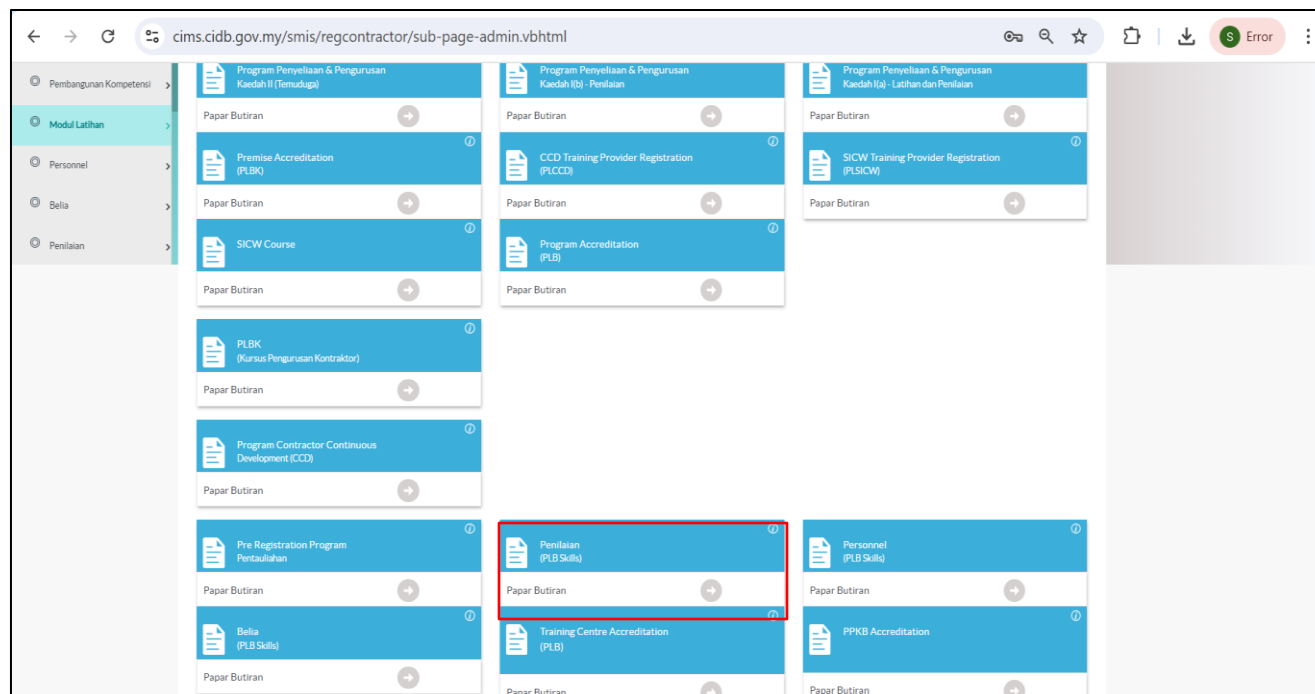 cims.cidb.gov.my/smis/regcontractor/sub-page-admin.vbhtml
S Error
Pembangunan Kompetensi
Modul Latihan
Personnel
Belia
Penilaian
Program Penyeliaan & Pengurusan
Kaedah II (Temuduga)
Papar Butiran
Program Penyeliaan & Pengurusan
Kaedah I(b) - Penilaian
Papar Butiran
Program Penyeliaan & Pengurusan
Kaedah I(a) - Latihan dan Penilaian
Papar Butiran
Premise Accreditation
(PLBK)
Papar Butiran
CCD Training Provider Registration
(PLCCD)
Papar Butiran
SICW Training Provider Registration
(PLSICW)
Papar Butiran
SICW Course
Papar Butiran
Program Accreditation
(PLB)
Papar Butiran
PLBK
(Kursus Pengurusan Kontraktor)
Papar Butiran
Program Contractor Continuous
Development (CCD)
Papar Butiran
Pre Registration Program
Pentauliahan
Papar Butiran
Penilaian
(PLB Skills)
Papar Butiran
Personnel
(PLB Skills)
Papar Butiran
Belia
(PLB Skills)
Papar Butiran
Training Centre Accreditation
(PLB)
Papar Butiran
PPKB Accreditation
Papar Butiran